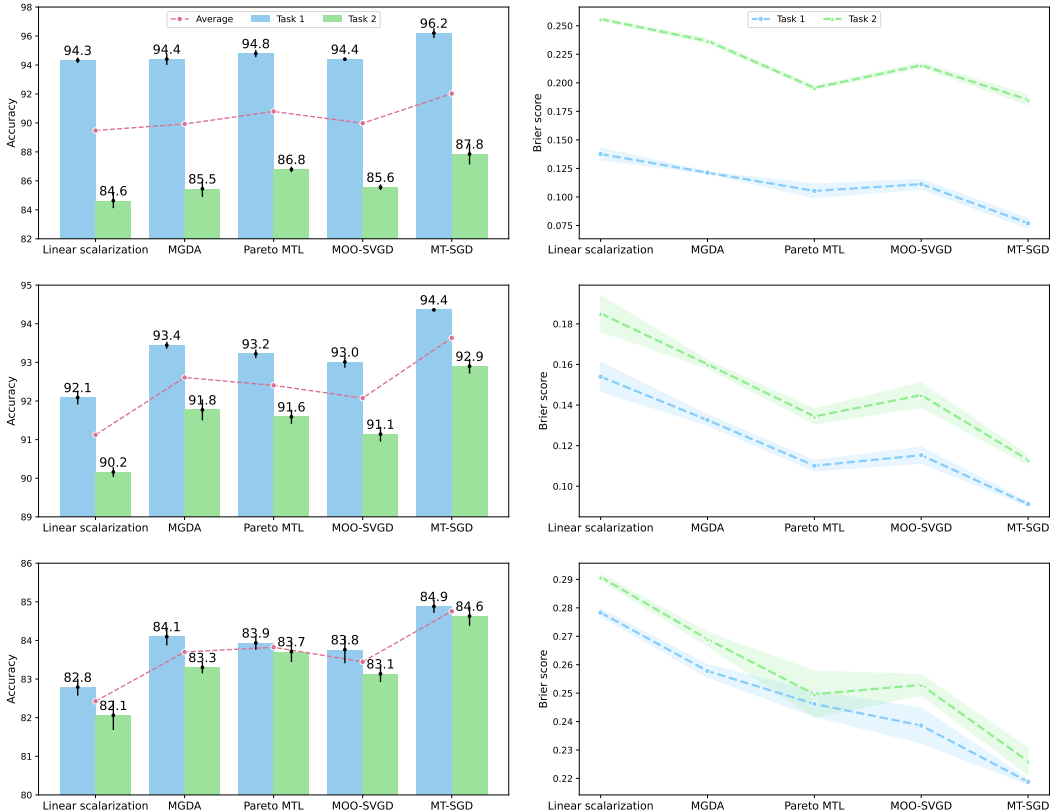 Average Task 1 Task 2
98
96
94
92
90
88
86
84
82
Accuracy
94.3 94.4 94.8 94.4 96.2
84.6 85.5 86.8 85.6 87.8
Linear scalarization MGDA Pareto MTL MOO-SVGD MT-SGD
Task 1 Task 2
0.250
0.225
0.200
0.175
0.150
0.125
0.100
0.075
Brier score
Linear scalarization MGDA Pareto MTL MOO-SVGD MT-SGD
95
94
93
92
91
90
89
Accuracy
92.1 93.4 93.2 93.0 94.4
90.2 91.8 91.6 91.1 92.9
Linear scalarization MGDA Pareto MTL MOO-SVGD MT-SGD
0.18
0.16
0.14
0.12
0.10
Brier score
Linear scalarization MGDA Pareto MTL MOO-SVGD MT-SGD
86
85
84
83
82
81
80
Accuracy
82.8 84.1 83.9 83.8 84.9
82.1 83.3 83.7 83.1 84.6
Linear scalarization MGDA Pareto MTL MOO-SVGD MT-SGD
0.29
0.28
0.27
0.26
0.25
0.24
0.23
0.22
Brier score
Linear scalarization MGDA Pareto MTL MOO-SVGD MT-SGD